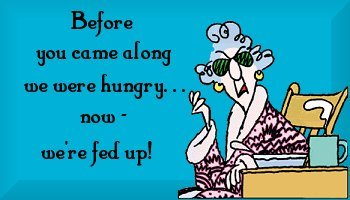 Before
you came along
we were hungry...
now -
we're fed up!